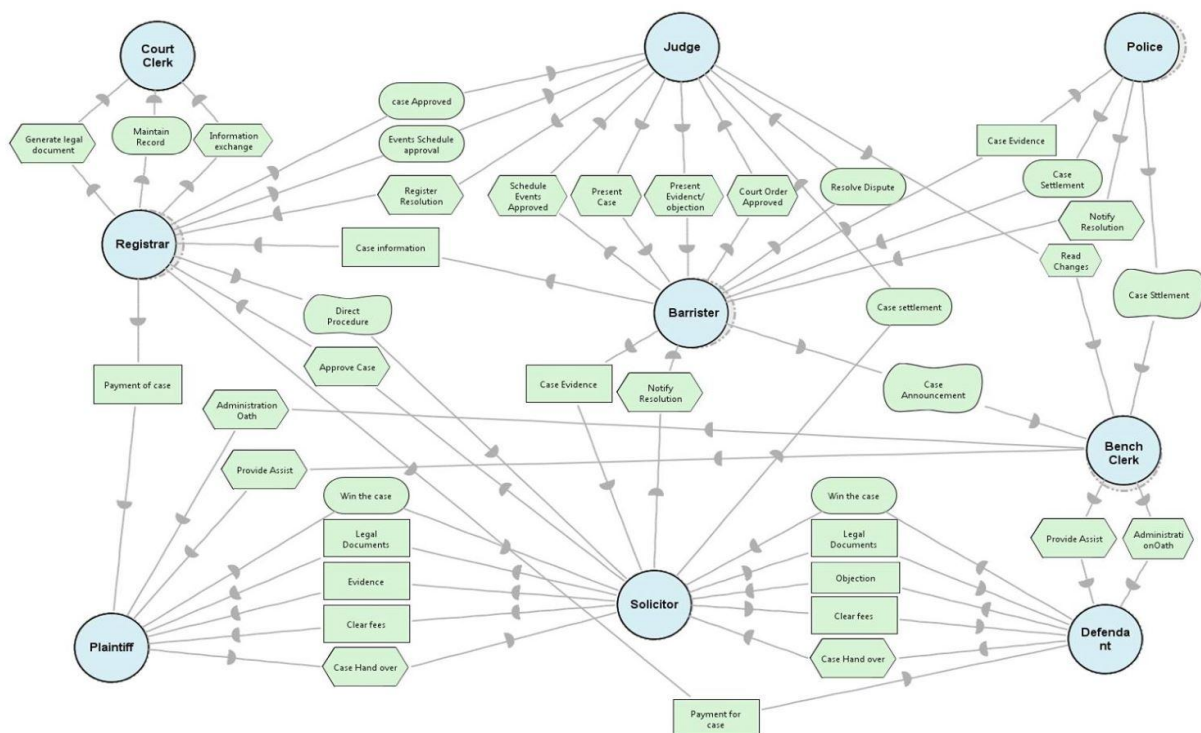 Court
Clerk
Judge
Police
case Approved
Generate legal
document
Maintain
Record
Information
exchange
Events Schedule
approval
Case Evidence
Register
Resolution
Schedule
Events
Approved
Present
Case
Present
Evidenct/
objection
Court Order
Approved
Resolve Dispute
Case
Settlement
Notify
Resolution
Registrar
Case information
Read
Changes
Direct
Procedure
Barrister
Case settlement
Case Sttlement
Approve Case
Payment of case
Case Evidence
Notify
Resolution
Case
Announcement
Administration
Oath
Bench
Clerk
Provide Assist
Win the case
Win the case
Legal
Documents
Legal
Documents
Provide Assist
Administrati
onOath
Evidence
Solicitor
Objection
Clear fees
Clear fees
Plaintiff
Defenda
nt
Case Hand over
Case Hand over
Payment for
case